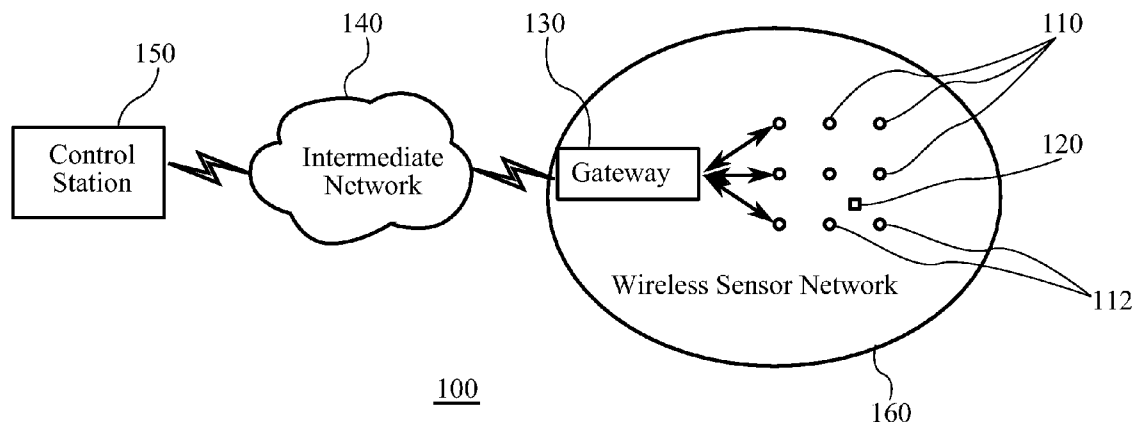 140
130
110
150
120
Control
Station
Intermediate
Network
Gateway
Wireless Sensor Network
112
100
160